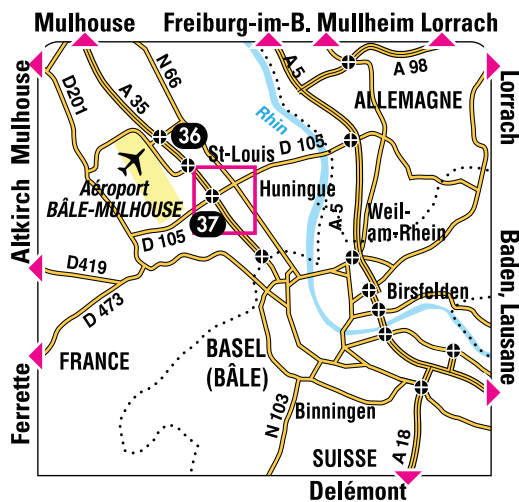 Mulhouse
Freiburg-im-B.
Mullheim
Lorrach
Altkirch
Mulhouse
Ferrette
Lorrach
Baden, Lausane
Delémont
D201
A 35
N 66
A 5
A 98
ALLEMAGNE
Rhin
36
St-Louis
D 105
Aéroport
BÂLE-MULHOUSE
Huningue
37
D 105
A 5
Weil-
am-Rhein
D419
D 473
Birsfelden
FRANCE
BASEL
(BÂLE)
N 103
Binningen
SUISSE
A 18